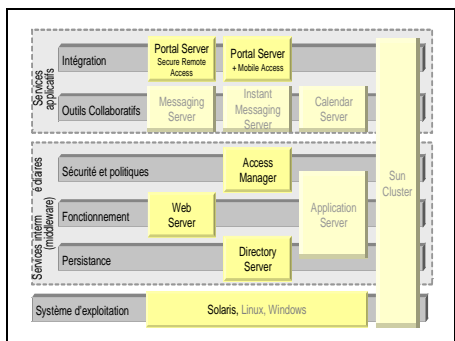 Services
applicatifs
Intégration
Portal Server
Secure Remote
Access
Portal Server
+ Mobile Access
Outils Collaboratifs
Messaging
Server
Instant
Messaging
Server
Calendar
Server
Services interm édiaires
(middleware)
Sécurité et politiques
Access
Manager
Fonctionnement
Web
Server
Application
Server
Persistance
Directory
Server
Sun
Cluster
Système d'exploitation
Solaris, Linux, Windows